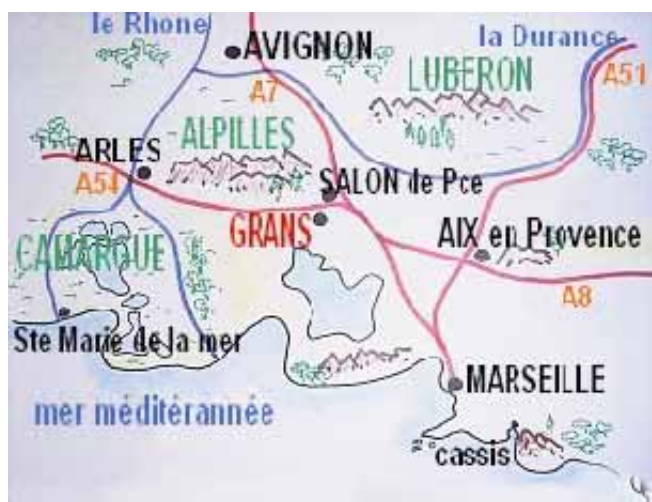 le Rhone
AVIGNON
la Durance
A51
A7
LUBERON
ALPILLES
ARLES
A54
SALON de Pce
GRANS
AIX en Provence
CAMARGUE
A8
Ste Marie de la mer
MARSEILLE
mer méditérannée
cassis